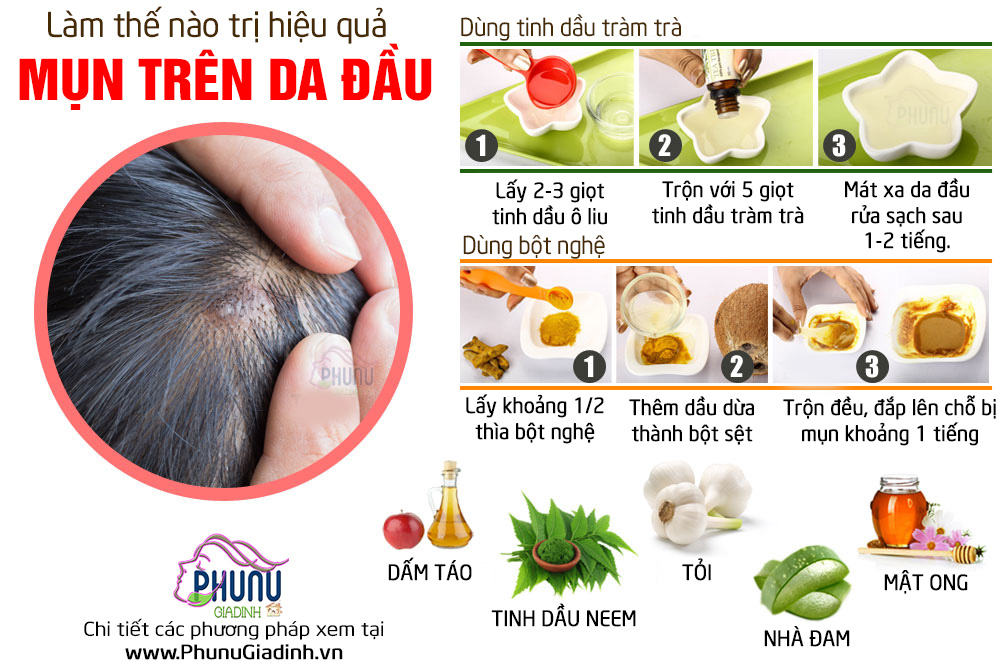 Làm thế nào trị hiệu quả
MỤN TRÊN DA ĐẦU
Dùng tinh dầu tràm trà
1
2
3
PHUNU
Lấy 2-3 giọt
tinh dầu ô liu
Trộn với 5 giọt
tinh dầu tràm trà
Mát xa da đầu
rửa sạch sau
1-2 tiếng.
Dùng bột nghệ
1
2
3
Lấy khoảng 1/2
thìa bột nghệ
Thêm dầu dừa
thành bột sệt
Trộn đều, đắp lên chỗ bị
mụn khoảng 1 tiếng
PHUNU
DẤM TÁO
TINH DẦU NEEM
TỎI
NHÀ ĐAM
MẬT ONG
PHUNU
GIADINH
Chi tiết các phương pháp xem tại
www.PhunuGiadinh.vn